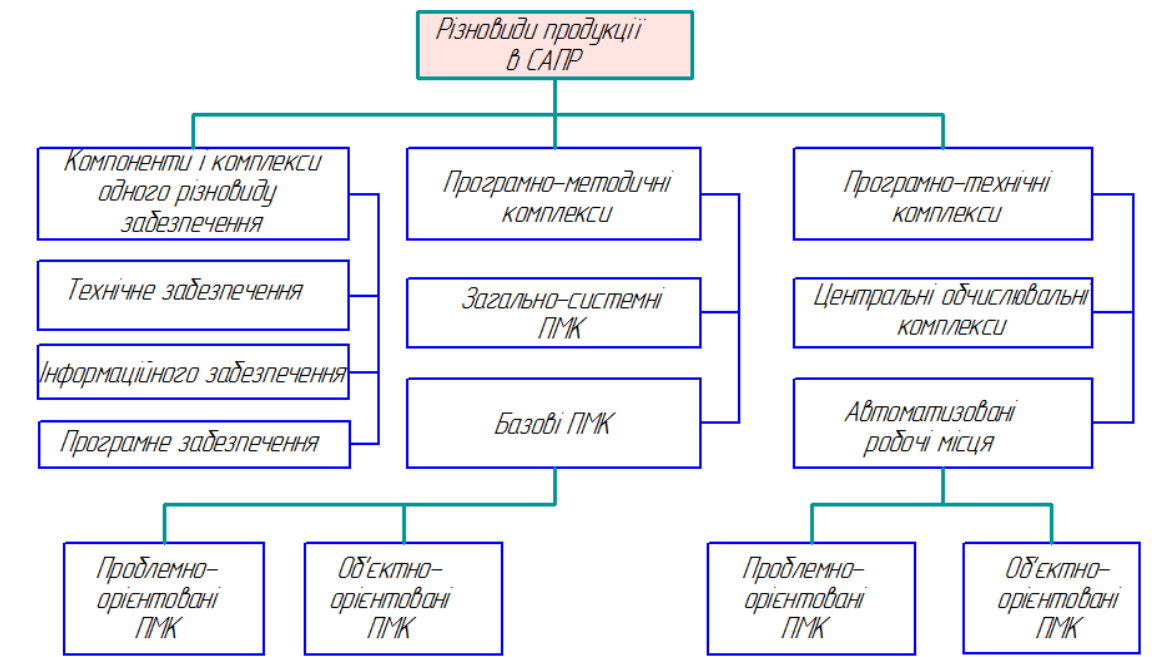 Різновиди продукції
в САПР
Компоненти і комплекси
одного різновиду
забезпечення
Програмно-методичні
комплекси
Програмно-технічні
комплекси
Технічне забезпечення
Загально-системні
ПМК
Центральні обчислювальні
комплекси
Інформаційного забезпечення
Базові ПМК
Автоматизовані
робочі місця
Програмне забезпечення
Проблемно-
орієнтовані
ПМК
Об'єктно-
орієнтовані
ПМК
Проблемно-
орієнтовані
ПМК
Об'єктно-
орієнтовані
ПМК